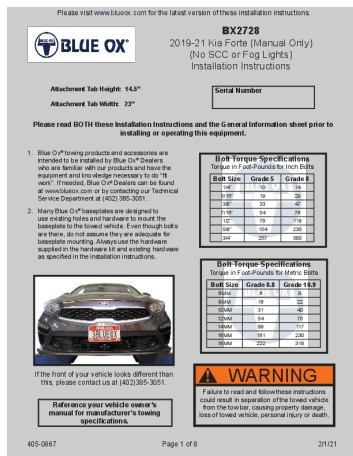 Please visit www.blueox.com for the latest version of these installation instructions.
BLUE OX®
BX2728
2019-21 Kia Forte (Manual Only)
(No SCC or Fog Lights)
Installation Instructions
Attachment Tab Height: 14.5"
Attachment Tab Width: 23"
Serial Number
Please read BOTH these Installation Instructions and the General Information sheet prior to
installing or operating this equipment.
1. Blue Ox® towing products and accessories are
intended to be installed by Blue Ox® Dealers
who are familiar with our products and have the
equipment and knowledge necessary to do "fit
work". If needed, Blue Ox® Dealers can be found
at www.blueox.com or by contacting our Technical
Service Department at (402) 385-3051.
2. Many Blue Ox® baseplates are designed to
use existing holes and hardware to mount the
baseplate to the towed vehicle. Even though bolts
are there, do not assume they are adequate for
baseplate mounting. Always use the hardware
supplied in the hardware kit and existing hardware
as specified in the installation instructions.
3BLUEOX
If the front of your vehicle looks different than
this, please contact us at (402)385-3051.
Reference your vehicle owner's
manual for manufacturer's towing
specifications.
Bolt Torque Specifications
Torque in Foot-Pounds for Inch Bolts
Bolt Size Grade 5 Grade 8
1/4" 10 14
5/16" 19 29
3/8" 33 47
7/16" 54 78
1/2" 78 119
5/8" 154 230
3/4" 257 380
Bolt Torque Specifications
Torque in Foot-Pounds for Metric Bolts
Bolt Size Grade 8.8 Grade 10.9
6MM 6 8
8MM 16 22
10MM 31 40
12MM 54 70
14MM 89 117
16MM 161 230
18MM 222 318
WARNING
Failure to read and follow these instructions
could result in separation of the towed vehicle
from the tow bar, causing property damage,
loss of towed vehicle, personal injury or death.
405-0667 Page 1 of 8 2/1/21